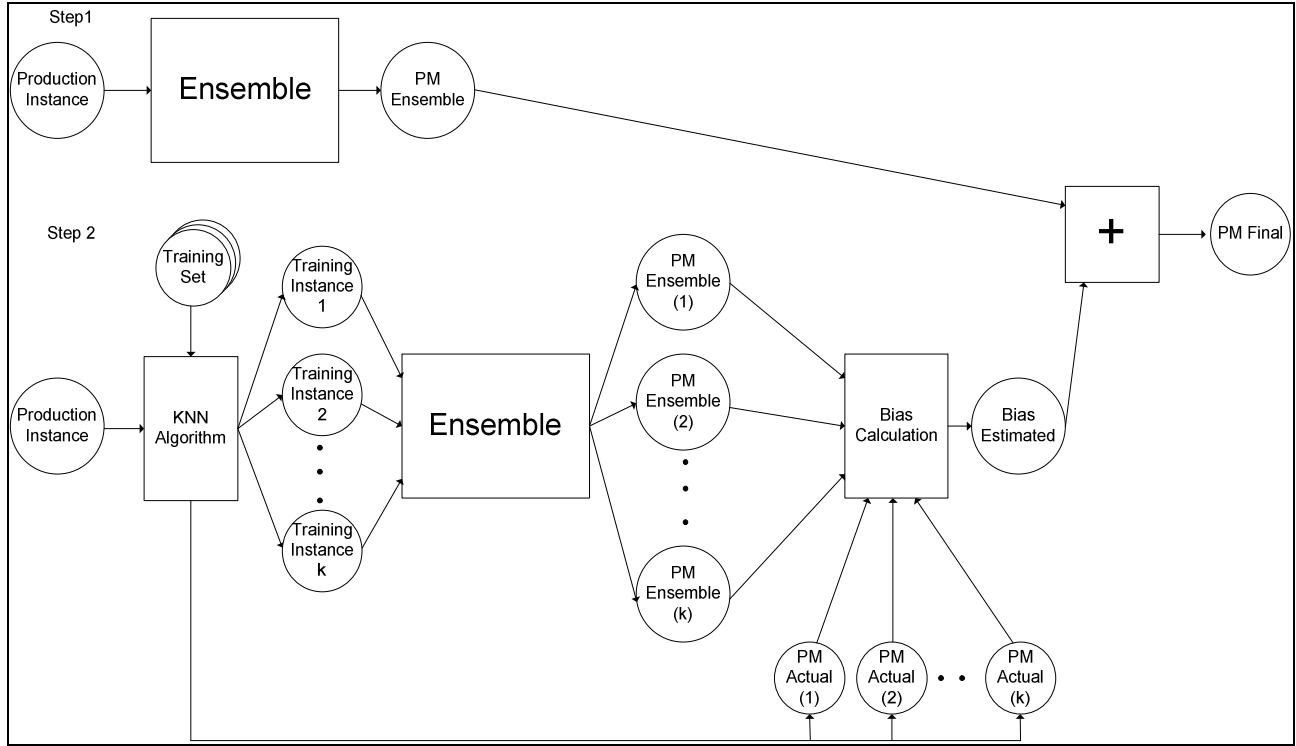 Step1
Production
Instance
Ensemble
PM
Ensemble
+
PM Final
Step 2
Training
Set
Production
Instance
KNN
Algorithm
Training
Instance
1
Training
Instance
2
Training
Instance
k
Ensemble
PM
Ensemble
(1)
PM
Ensemble
(2)
PM
Ensemble
(k)
Bias
Calculation
Bias
Estimated
PM
Actual
(1)
PM
Actual
(2)
PM
Actual
(k)